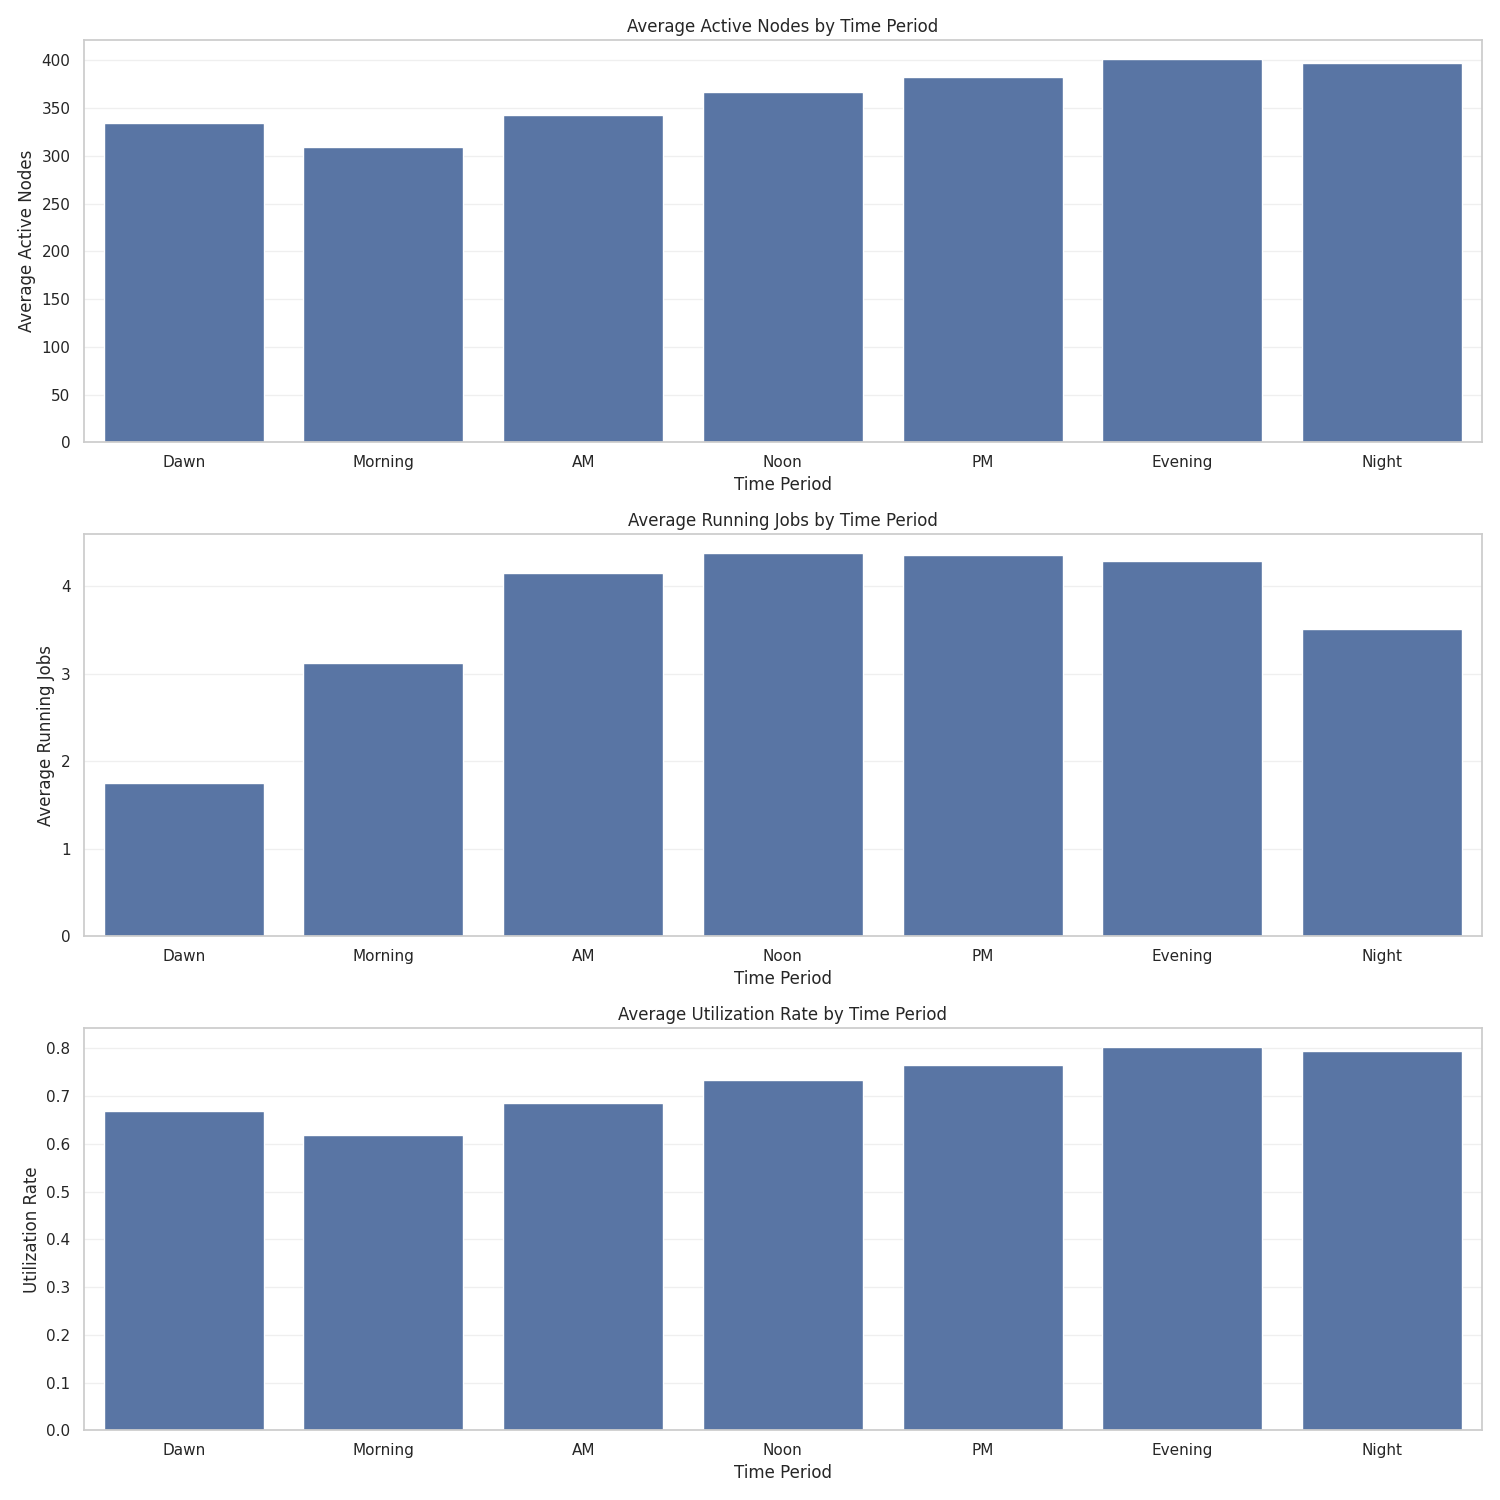 Average Active Nodes by Time Period
Average Active Nodes
400
350
300
250
200
150
100
50
0
Dawn Morning AM Noon PM Evening Night
Time Period
Average Running Jobs by Time Period
Average Running Jobs
4
3
2
1
0
Dawn Morning AM Noon PM Evening Night
Time Period
Average Utilization Rate by Time Period
Utilization Rate
0.8
0.7
0.6
0.5
0.4
0.3
0.2
0.1
0.0
Dawn Morning AM Noon PM Evening Night
Time Period